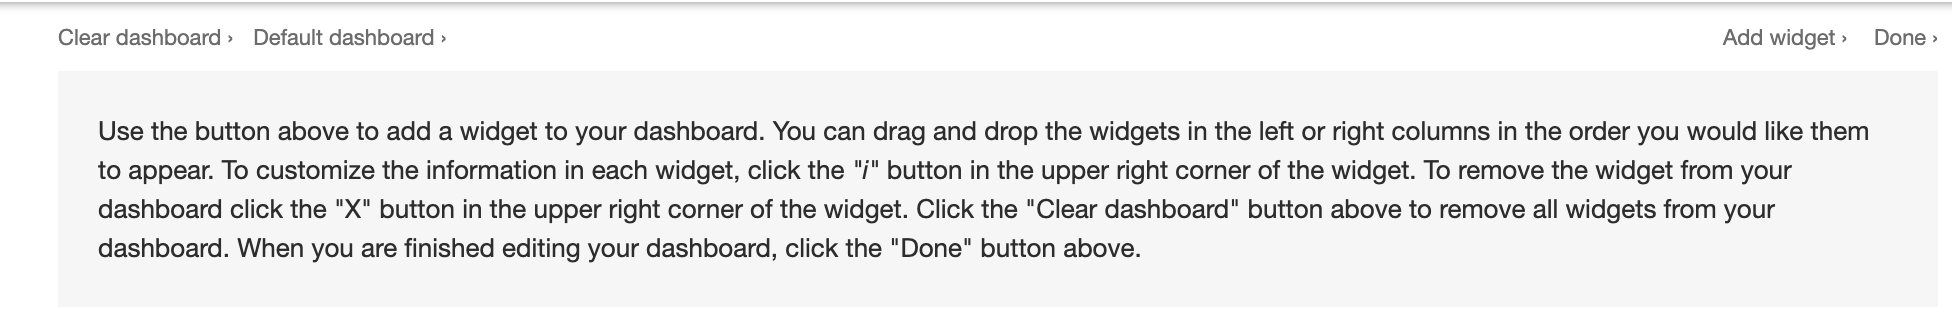 Clear dashboard › Default dashboard › Add widget › Done ›
Use the button above to add a widget to your dashboard. You can drag and drop the widgets in the left or right columns in the order you would like them
to appear. To customize the information in each widget, click the "i" button in the upper right corner of the widget. To remove the widget from your
dashboard click the "X" button in the upper right corner of the widget. Click the "Clear dashboard" button above to remove all widgets from your
dashboard. When you are finished editing your dashboard, click the "Done" button above.